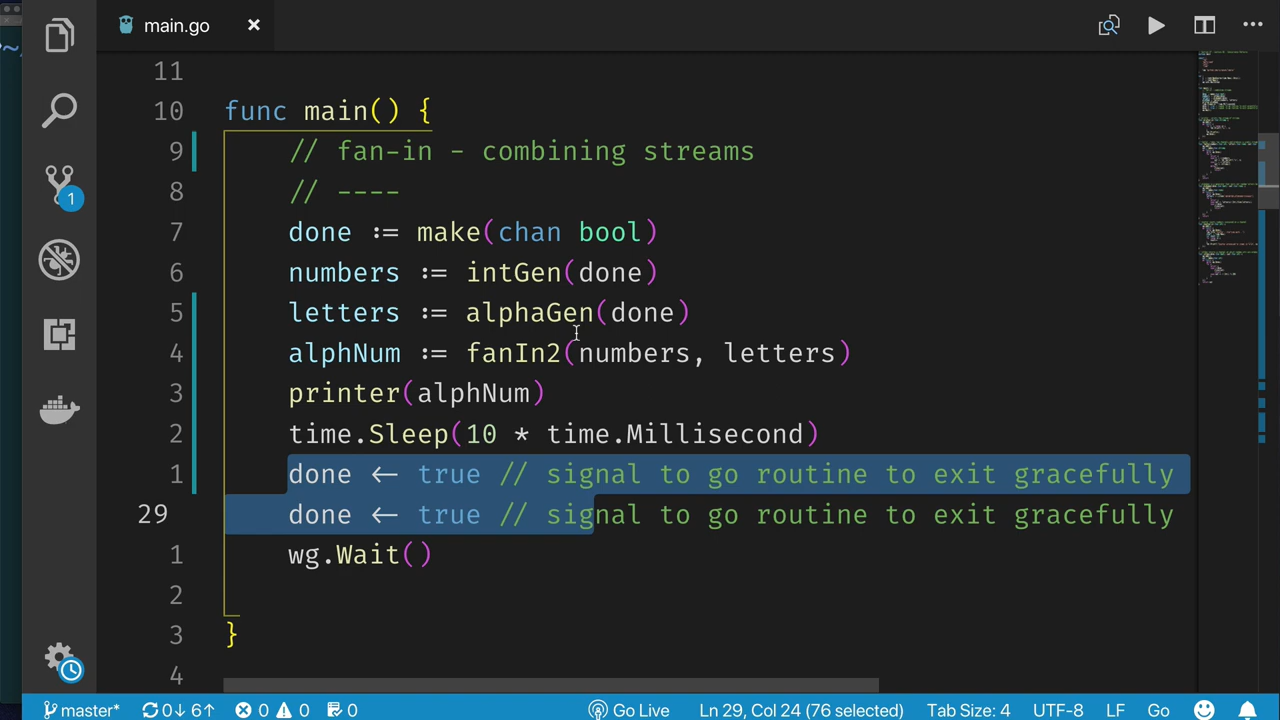 main.go
11
10 func main() {
9 // fan-in - combining streams
8 // ----
7 done := make(chan bool)
6 numbers := intGen(done)
5 letters := alphaGen(done)
4 alphNum := fanIn2(numbers, letters)
3 printer(alphNum)
2 time.Sleep(10 * time.Millisecond)
1 done <- true // signal to go routine to exit gracefully
29 done <- true // signal to go routine to exit gracefully
1 wg.Wait()
2
3 }
4
1
master* 0↓ 6↑ 0 0 0 Go Live Ln 29, Col 24 (76 selected) Tab Size: 4 UTF-8 LF Go